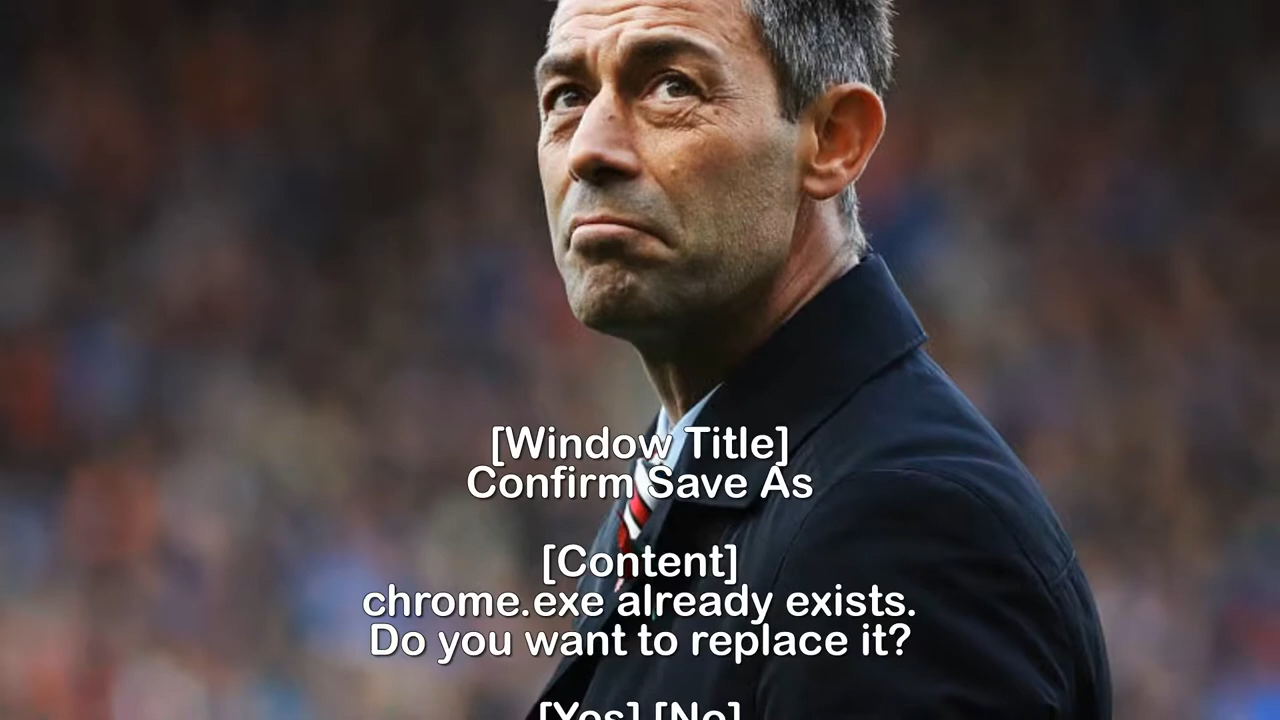 [Window Title]
Confirm Save As
[Content]
chrome.exe already exists.
Do you want to replace it?
[Yes] [No]